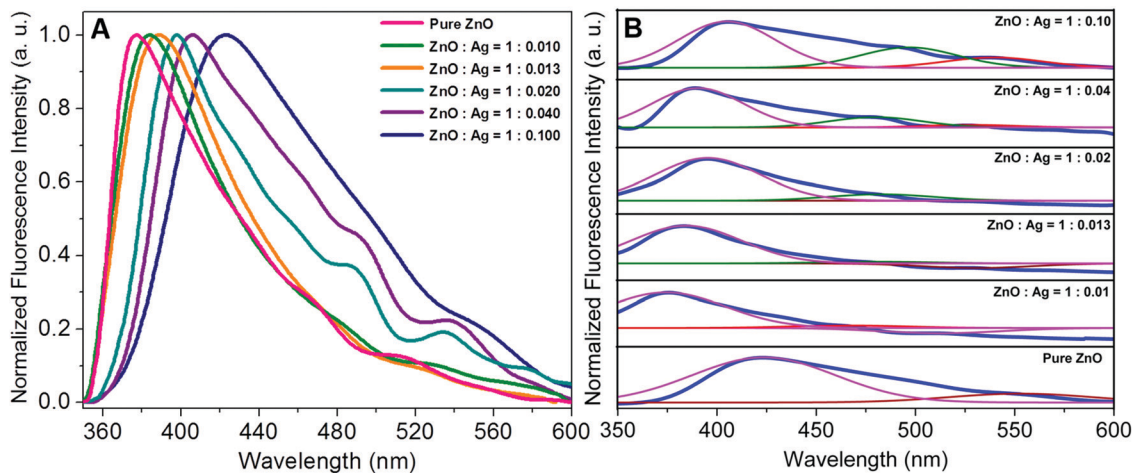 A
Pure ZnO
ZnO : Ag = 1 : 0.010
ZnO : Ag = 1 : 0.013
ZnO : Ag = 1 : 0.020
ZnO : Ag = 1 : 0.040
ZnO : Ag = 1 : 0.100
Normalized Fluorescence Intensity (a. u.)
1.0
0.8
0.6
0.4
0.2
0.0
360 400 440 480 520 560 600
Wavelength (nm)
B
Normalized Fluorescence Intensity (a. u.)
ZnO : Ag = 1 : 0.10
ZnO : Ag = 1 : 0.04
ZnO : Ag = 1 : 0.02
ZnO : Ag = 1 : 0.013
ZnO : Ag = 1 : 0.01
Pure ZnO
350 400 450 500 550 600
Wavelength (nm)